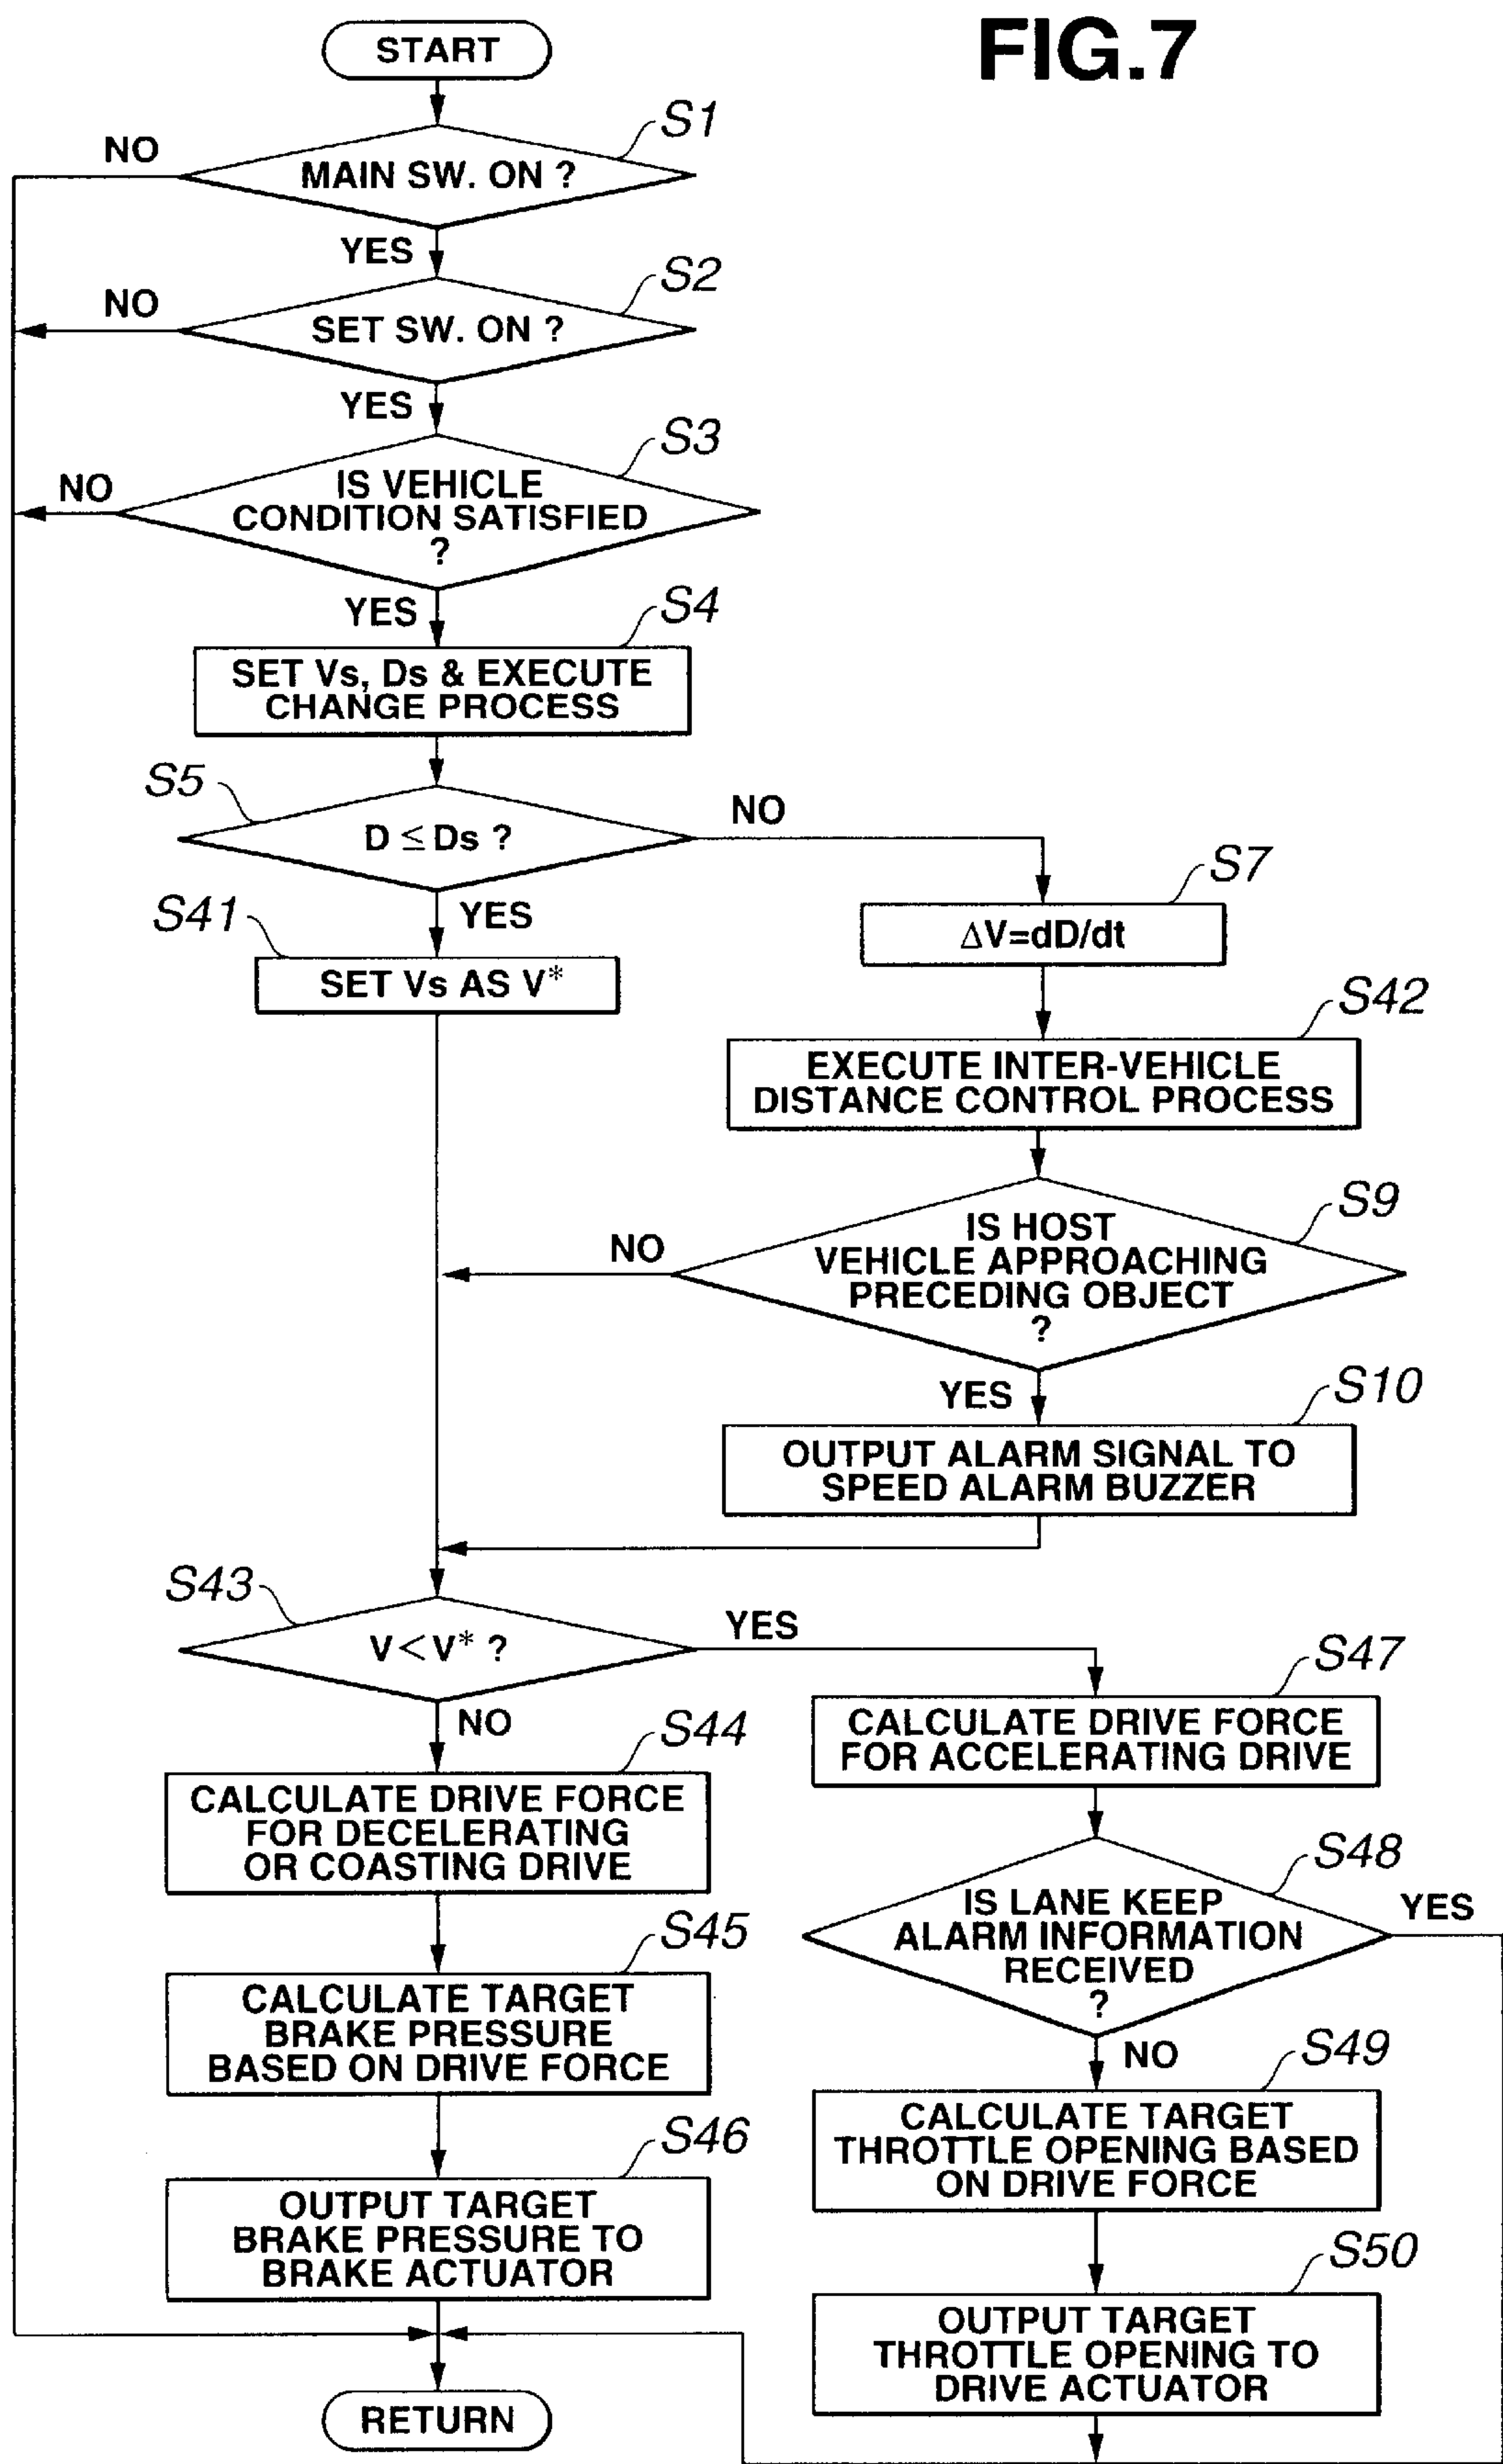 FIG.7
START
S1
NO
MAIN SW. ON ?
YES
S2
NO
SET SW. ON ?
YES
S3
NO
IS VEHICLE
CONDITION SATISFIED
?
YES
S4
SET Vs, Ds & EXECUTE
CHANGE PROCESS
S5
D ≤ Ds ?
NO
YES
S7
ΔV=dD/dt
S41
SET Vs AS V*
S42
EXECUTE INTER-VEHICLE
DISTANCE CONTROL PROCESS
S9
IS HOST
VEHICLE APPROACHING
PRECEDING OBJECT
?
NO
YES
S10
OUTPUT ALARM SIGNAL TO
SPEED ALARM BUZZER
S43
V < V* ?
YES
NO
S44
CALCULATE DRIVE FORCE
FOR DECELERATING
OR COASTING DRIVE
S45
CALCULATE TARGET
BRAKE PRESSURE
BASED ON DRIVE FORCE
S46
OUTPUT TARGET
BRAKE PRESSURE TO
BRAKE ACTUATOR
S47
CALCULATE DRIVE FORCE
FOR ACCELERATING DRIVE
S48
IS LANE KEEP
ALARM INFORMATION
RECEIVED
?
YES
NO
S49
CALCULATE TARGET
THROTTLE OPENING BASED
ON DRIVE FORCE
S50
OUTPUT TARGET
THROTTLE OPENING TO
DRIVE ACTUATOR
RETURN